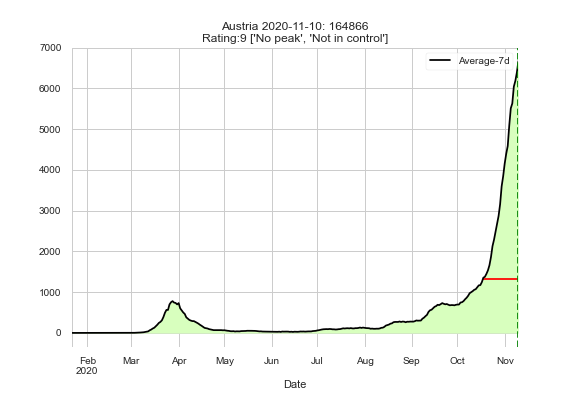 Austria 2020-11-10: 164866
Rating:9 ['No peak', 'Not in control']
Average-7d
7000
6000
5000
4000
3000
2000
1000
0
Feb Mar Apr May Jun Jul Aug Sep Oct Nov
2020
Date